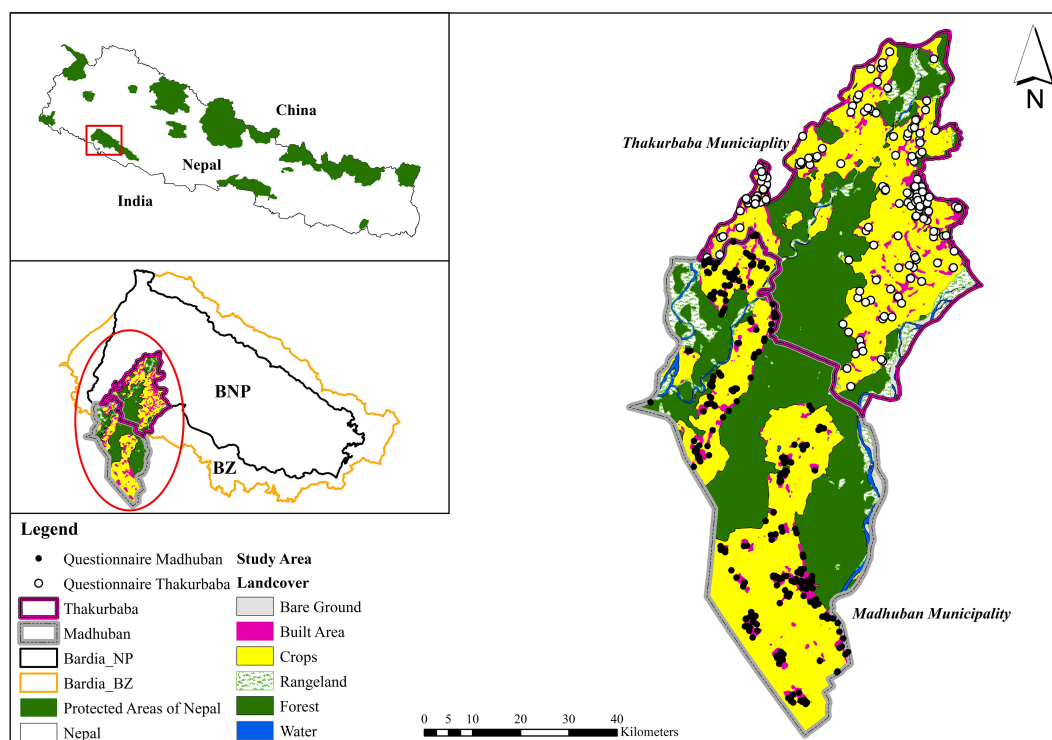 China
Nepal
India
BNP
BZ
Thakurbaba Municiaplity
N
Madhuban Municipality
Legend
Questionnaire Madhuban
Questionnaire Thakurbaba
Thakurbaba
Madhuban
Bardia_NP
Bardia_BZ
Protected Areas of Nepal
Nepal
Study Area
Landcover
Bare Ground
Built Area
Crops
Rangeland
Forest
Water
0 5 10 20 30 40
Kilometers